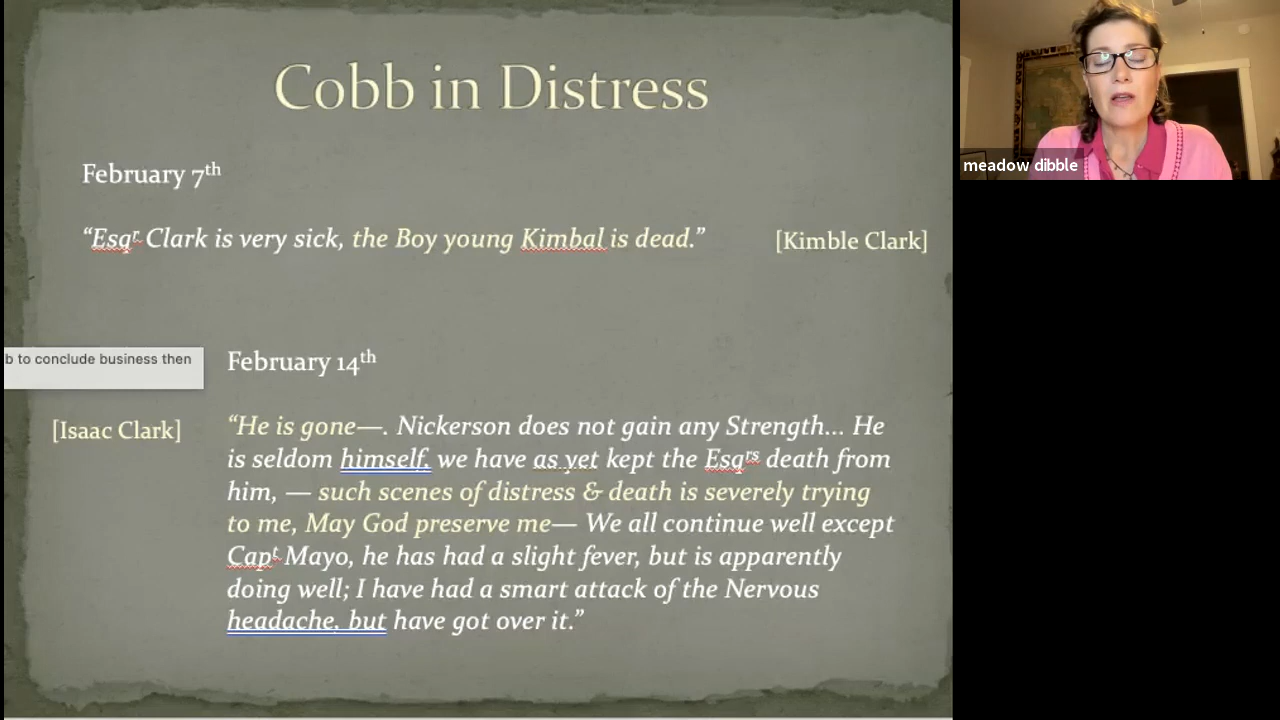 Cobb in Distress
February 7th
“Esqr Clark is very sick, the Boy young Kimbal is dead.”
[Kimble Clark]
b to conclude business then
February 14th
[Isaac Clark]
“He is gone—. Nickerson does not gain any Strength... He
is seldom himself, we have as yet kept the Esqrs death from
him, — such scenes of distress & death is severely trying
to me, May God preserve me— We all continue well except
Capt Mayo, he has had a slight fever, but is apparently
doing well; I have had a smart attack of the Nervous
headache, but have got over it.”
meadow dibble